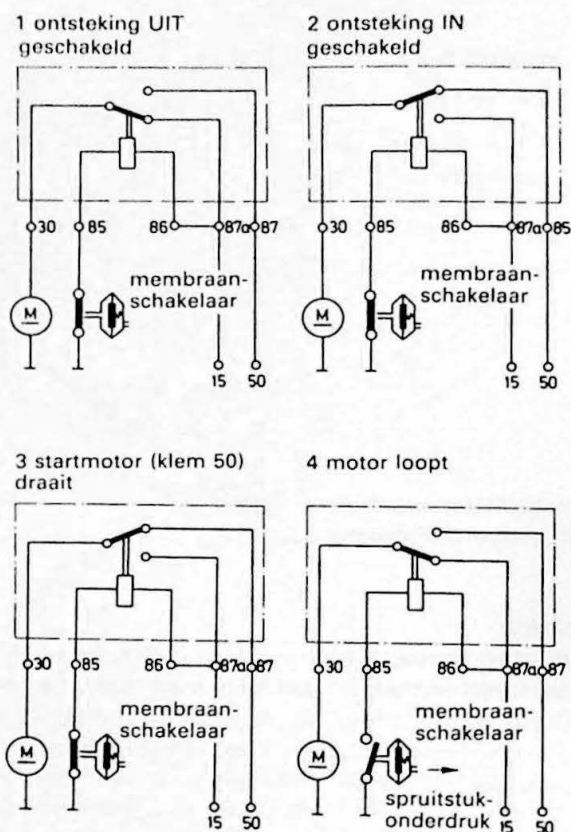 1 ontsteking UIT
geschakeld
30
85
86
87a
87
membraan-
schakelaar
M
15
50
2 ontsteking IN
geschakeld
30
85
86
87a
85
membraan-
schakelaar
M
15
50
3 startmotor (klem 50)
draait
30
85
86
87a
87
membraan-
schakelaar
M
15
50
4 motor loopt
30
85
86
87a
87
membraan-
schakelaar
M
spruitstuk-
onderdruk
15
50